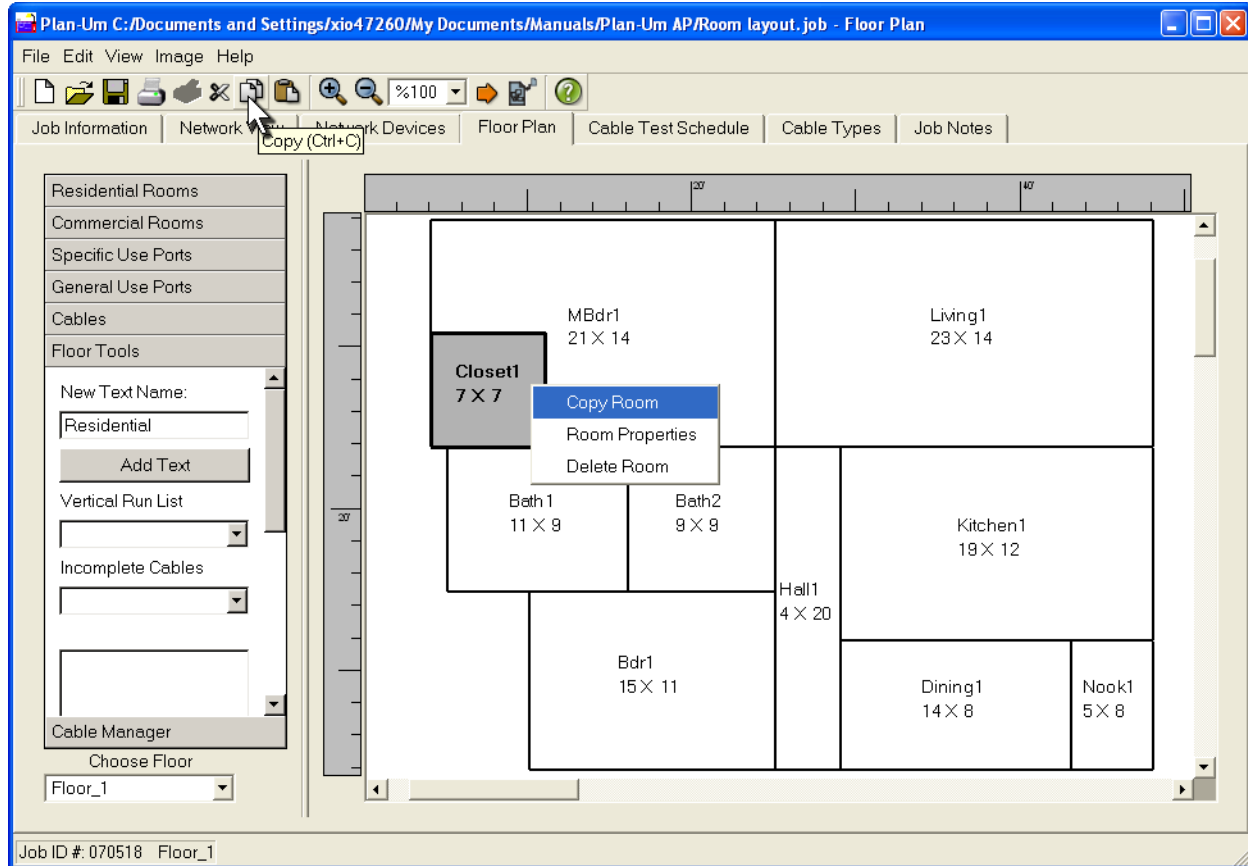 Plan-Um C:/Documents and Settings/xio47260/My Documents/Manuals/Plan-Um AP/Room layout.job - Floor Plan
File Edit View Image Help
%100
Job Information Network View Network Devices Floor Plan Cable Test Schedule Cable Types Job Notes
Copy (Ctrl+C)
Residential Rooms
Commercial Rooms
Specific Use Ports
General Use Ports
Cables
Floor Tools
New Text Name:
Residential
Add Text
Vertical Run List
Incomplete Cables
Cable Manager
Choose Floor
Floor_1
20'
40'
20'
MBdr1
21 X 14
Living1
23 X 14
Closet1
7 X 7
Copy Room
Room Properties
Delete Room
Bath1
11 X 9
Bath2
9 X 9
Kitchen1
19 X 12
Hall1
4 X 20
Bdr1
15 X 11
Dining1
14 X 8
Nook1
5 X 8
Job ID #: 070518 Floor_1